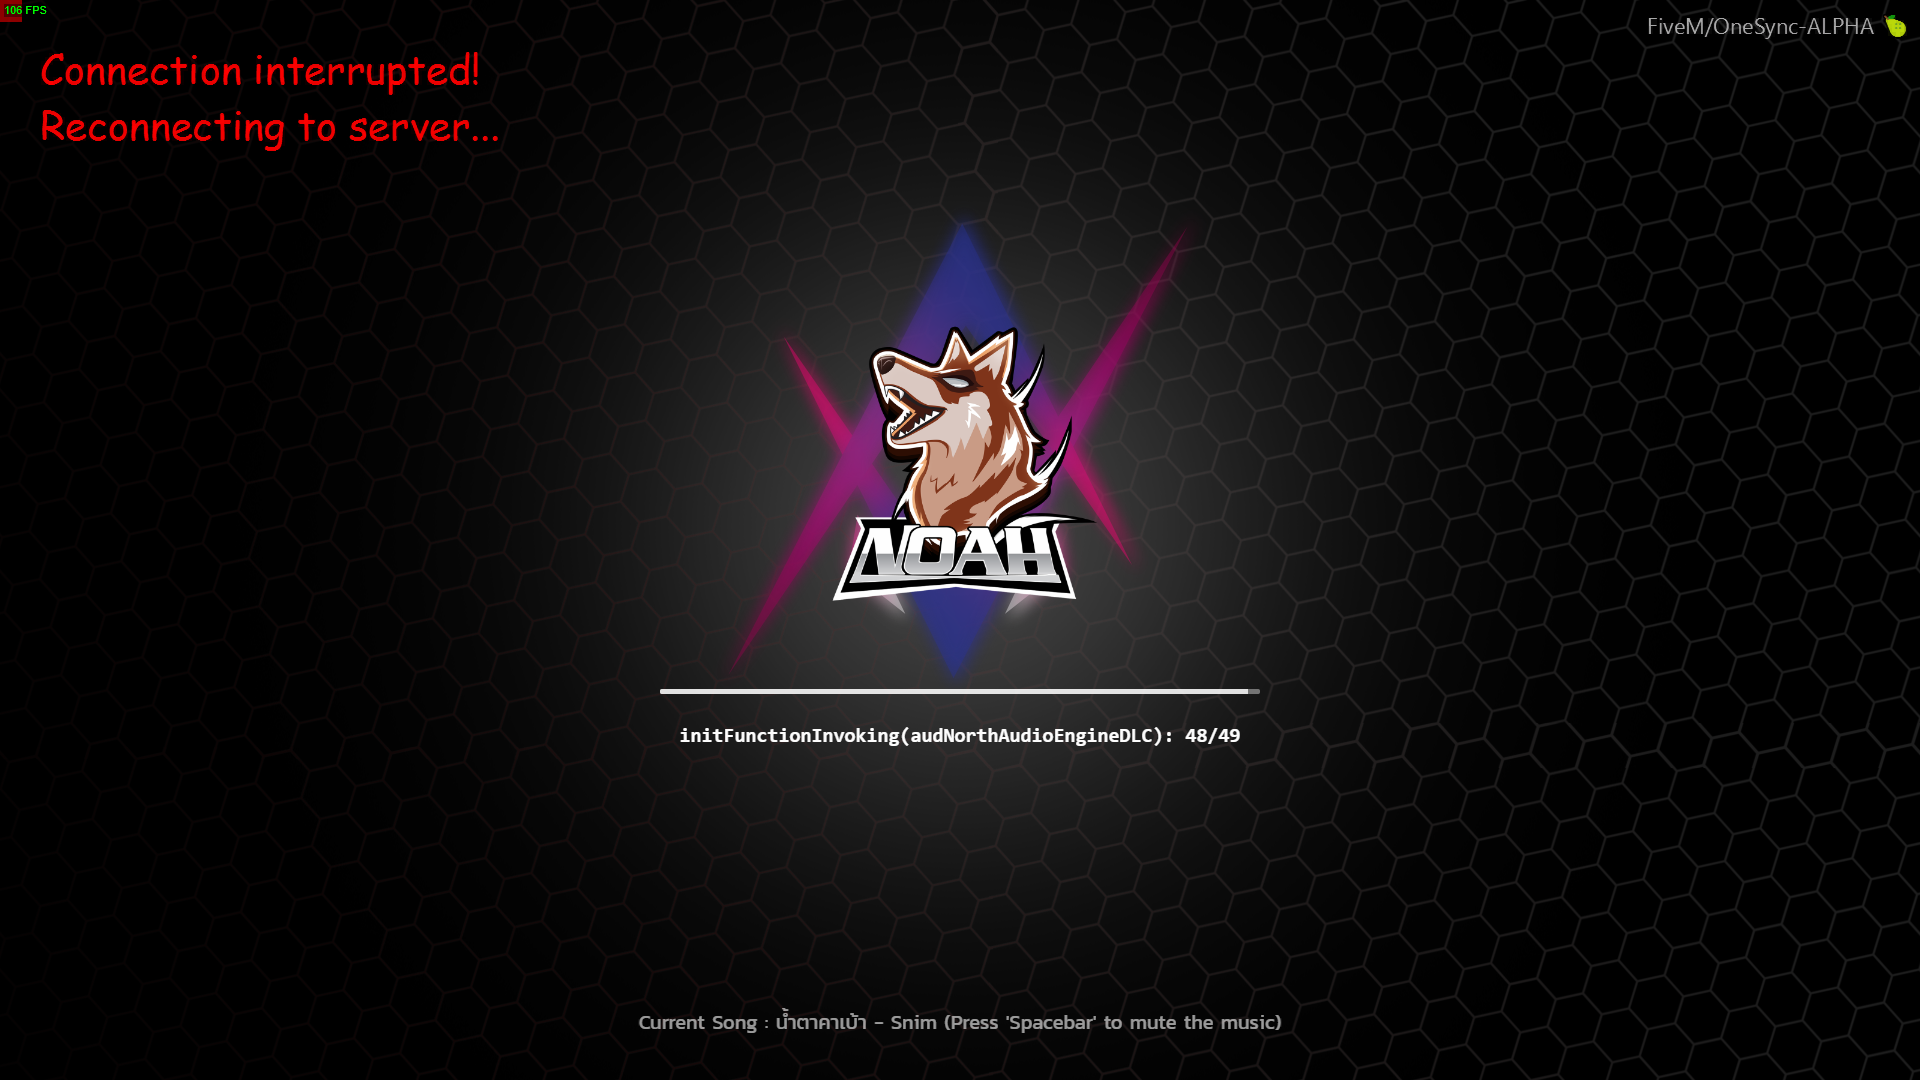 106 FPS
FiveM/OneSync-ALPHA
Connection interrupted!
Reconnecting to server...
NOAH
initFunctionInvoking(audNorthAudioEngineDLC): 48/49
Current Song : น้ำตาคาเบ้า - Snim (Press 'Spacebar' to mute the music)